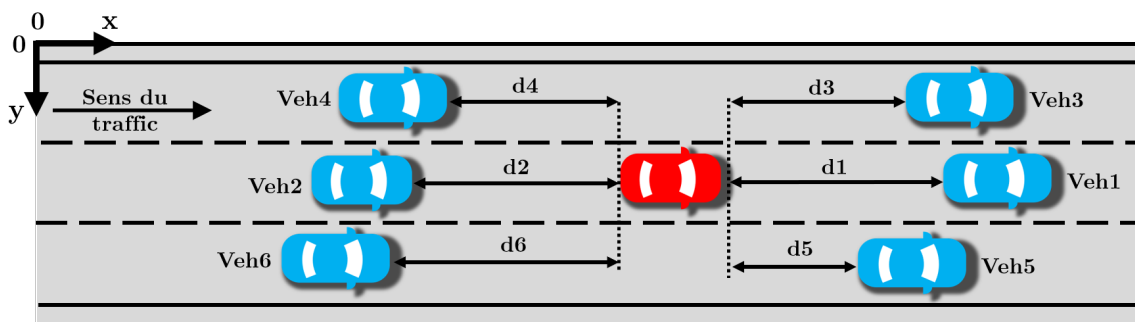 0
0
x
y
Sens du
traffic
Veh4
d4
d3
Veh3
Veh2
d2
d1
Veh1
Veh6
d6
d5
Veh5